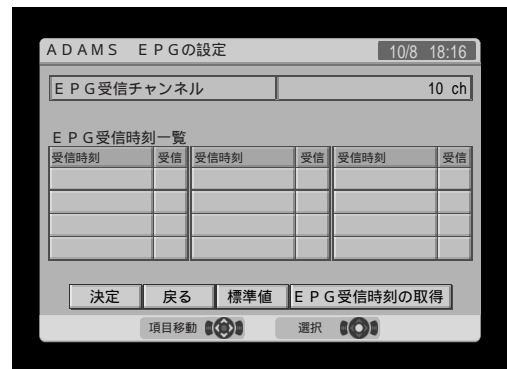 ＡＤＡＭＳ　ＥＰＧの設定 10/8 18:16
ＥＰＧ受信チャンネル 10 ch
ＥＰＧ受信時刻一覧
受信時刻 受信 受信時刻 受信 受信時刻 受信
決定 戻る 標準値 ＥＰＧ受信時刻の取得
項目移動 選択